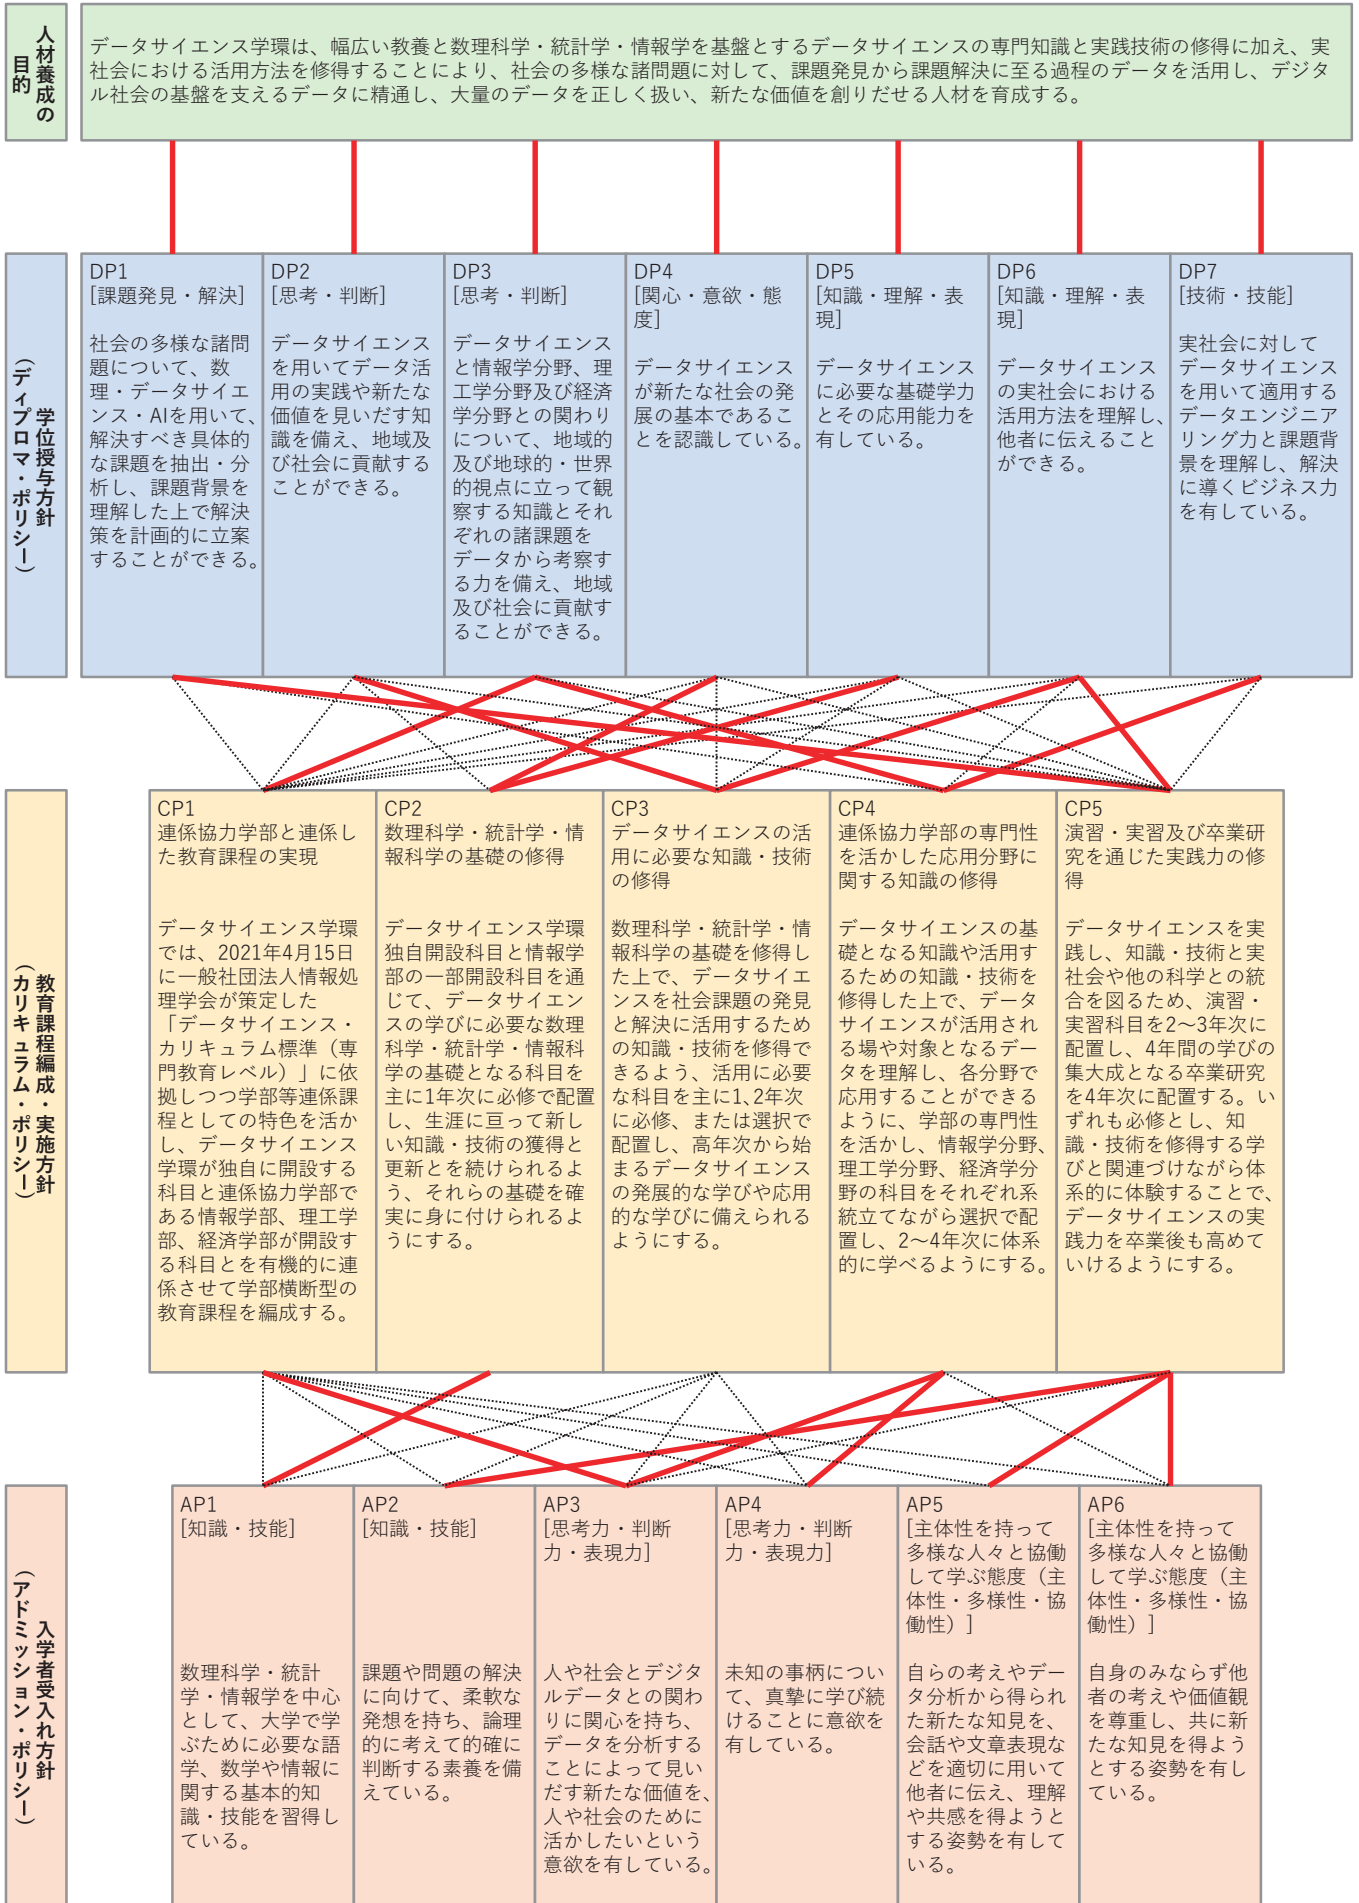 人材養成の
目的
データサイエンス学環は、幅広い教養と数理科学・統計学・情報学を基盤とするデータサイエンスの専門知識と実践技術の修得に加え、実
社会における活用方法を修得することにより、社会の多様な諸問題に対して、課題発見から課題解決に至る過程のデータを活用し、デジタ
ル社会の基盤を支えるデータに精通し、大量のデータを正しく扱い、新たな価値を創りだせる人材を育成する。
学位授与方針
（ディプロマ・ポリシー）
DP1
[課題発見・解決]
社会の多様な諸問
題について、数
理・データサイエ
ンス・AIを用いて、
解決すべき具体的
な課題を抽出・分
析し、課題背景を
理解した上で解決
策を計画的に立案
することができる。
DP2
[思考・判断]
データサイエンス
を用いてデータ活
用の実践や新たな
価値を見いだす知
識を備え、地域及
び社会に貢献する
ことができる。
DP3
[思考・判断]
データサイエンス
と情報学分野、理
工学分野及び経済
学分野との関わり
について、地域的
及び地球的・世界
的視点に立って観
察する知識とそれ
ぞれの諸課題を
データから考察す
る力を備え、地域
及び社会に貢献す
ることができる。
DP4
[関心・意欲・態
度]
データサイエンス
が新たな社会の発
展の基本であるこ
とを認識している。
DP5
[知識・理解・表
現]
データサイエンス
に必要な基礎学力
とその応用能力を
有している。
DP6
[知識・理解・表
現]
データサイエンス
の実社会における
活用方法を理解し、
他者に伝えること
ができる。
DP7
[技術・技能]
実社会に対して
データサイエンス
を用いて適用する
データエンジニア
リング力と課題背
景を理解し、解決
に導くビジネス力
を有している。
教育課程編成・実施方針
（カリキュラム・ポリシー）
CP1
連係協力学部と連係し
た教育課程の実現
データサイエンス学環
では、2021年4月15日
に一般社団法人情報処
理学会が策定した
「データサイエンス・
カリキュラム標準（専
門教育レベル）」に依
拠しつつ学部等連係課
程としての特色を活か
し、データサイエンス
学環が独自に開設する
科目と連係協力学部で
ある情報学部、理工学
部、経済学部が開設す
る科目とを有機的に連
係させて学部横断型の
教育課程を編成する。
CP2
数理科学・統計学・情
報科学の基礎の修得
データサイエンス学環
独自開設科目と情報学
部の一部開設科目を通
じて、データサイエン
スの学びに必要な数理
科学・統計学・情報科
学の基礎となる科目を
主に1年次に必修で配置
し、生涯に亘って新し
い知識・技術の獲得と
更新とを続けられるよ
う、それらの基礎を確
実に身に付けられるよ
うにする。
CP3
データサイエンスの活
用に必要な知識・技術
の修得
数理科学・統計学・情
報科学の基礎を修得し
た上で、データサイエ
ンスを社会課題の発見
と解決に活用するため
の知識・技術を修得で
きるよう、活用に必要
な科目を主に1、2年次
に必修、または選択で
配置し、高年次から始
まるデータサイエンス
の発展的な学びや応用
的な学びに備えられる
ようにする。
CP4
連係協力学部の専門性
を活かした応用分野に
関する知識の修得
データサイエンスの基
礎となる知識や活用す
るための知識・技術を
修得した上で、データ
サイエンスが活用され
る場や対象となるデー
タを理解し、各分野で
応用することができる
ように、学部の専門性
を活かし、情報学分野、
理工学分野、経済学分
野の科目をそれぞれ系
統立てながら選択で配
置し、2〜4年次に体系
的に学べるようにする。
CP5
演習・実習及び卒業研
究を通じた実践力の修
得
データサイエンスを実
践し、知識・技術と実
社会や他の科学との統
合を図るため、演習・
実習科目を2〜3年次に
配置し、4年間の学びの
集大成となる卒業研究
を4年次に配置する。い
ずれも必修とし、知
識・技術を修得する学
びと関連づけながら体
系的に体験することで、
データサイエンスの実
践力を卒業後も高めて
いけるようにする。
入学者受入れ方針
（アドミッション・ポリシー）
AP1
[知識・技能]
数理科学・統計
学・情報学を中心
として、大学で学
ぶために必要な語
学、数学や情報に
関する基本的知
識・技能を習得し
ている。
AP2
[知識・技能]
課題や問題の解決
に向けて、柔軟な
発想を持ち、論理
的に考えて的確に
判断する素養を備
えている。
AP3
[思考力・判断
力・表現力]
人や社会とデジタ
ルデータとの関わ
りに関心を持ち、
データを分析する
ことによって見い
だす新たな価値を、
人や社会のために
活かしたいという
意欲を有している。
AP4
[思考力・判断
力・表現力]
未知の事柄につい
て、真摯に学び続
けることに意欲を
有している。
AP5
[主体性を持って
多様な人々と協働
して学ぶ態度（主
体性・多様性・協
働性）]
自らの考えやデー
タ分析から得られ
た新たな知見を、
会話や文章表現な
どを適切に用いて
他者に伝え、理解
や共感を得ようと
する姿勢を有して
いる。
AP6
[主体性を持って
多様な人々と協働
して学ぶ態度（主
体性・多様性・協
働性）]
自身のみならず他
者の考えや価値観
を尊重し、共に新
たな知見を得よう
とする姿勢を有し
ている。